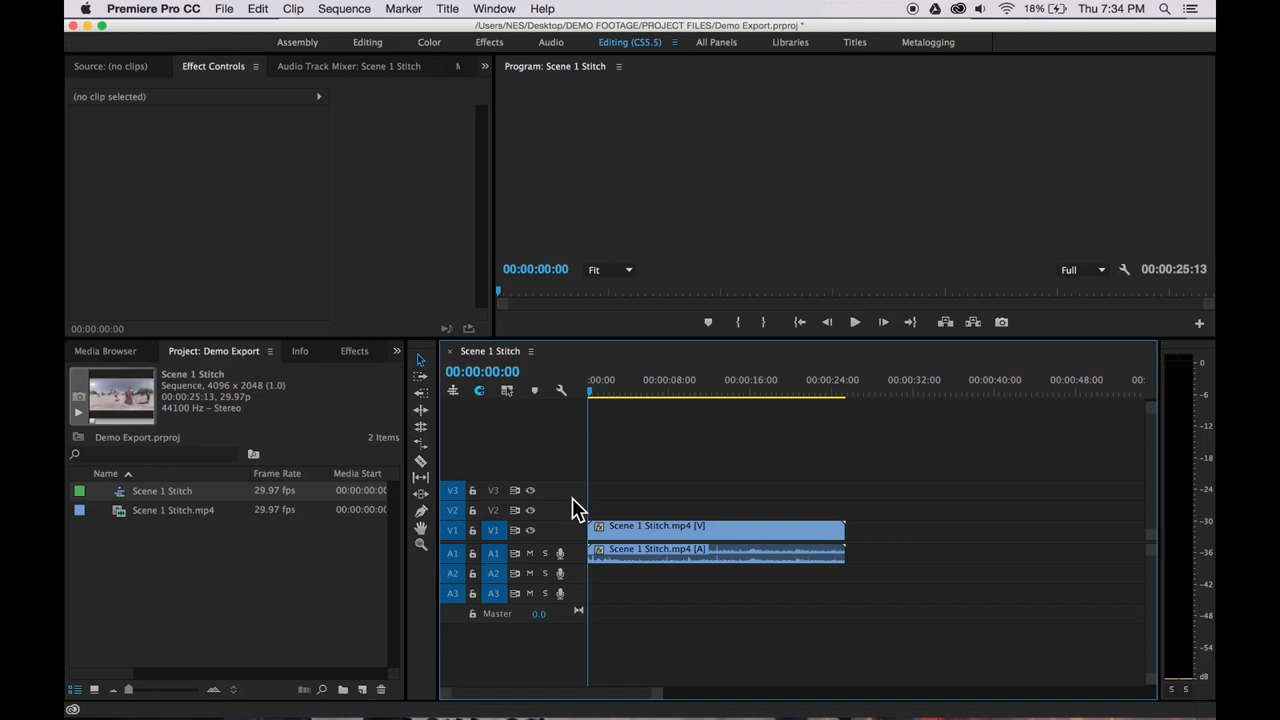 Premiere Pro CC File Edit Clip Sequence Marker Title Window Help 18% Thu 7:34 PM
/Users/NES/Desktop/DEMO FOOTAGE/PROJECT FILES/Demo Export.prproj *
Assembly Editing Color Effects Audio Editing (CS5.5) All Panels Libraries Titles Metalogging
Source: (no clips) Effect Controls Audio Track Mixer: Scene 1 Stitch
Program: Scene 1 Stitch
(no clip selected)
00:00:00:00 Fit Full 00:00:25:13
00:00:00:00
Media Browser Project: Demo Export Info Effects
Scene 1 Stitch
Sequence, 4096 x 2048 (1.0)
00:00:25:13, 29.97p
44100 Hz - Stereo
Demo Export.prproj 2 Items
Name Frame Rate Media Start
Scene 1 Stitch 29.97 fps 00:00:00:00
Scene 1 Stitch.mp4 29.97 fps 00:00:00:00
Scene 1 Stitch
00:00:00:00
:00:00 00:00:08:00 00:00:16:00 00:00:24:00 00:00:32:00 00:00:40:00 00:00:48:00 00:
V3 V3
V2 V2
V1 V1 fx Scene 1 Stitch.mp4 [V]
A1 A1 M S fx Scene 1 Stitch.mp4 [A]
A2 A2 M S
A3 A3 M S
Master 0.0
0
-6
-12
-18
-24
-30
-36
-42
-48
-54
dB
S S